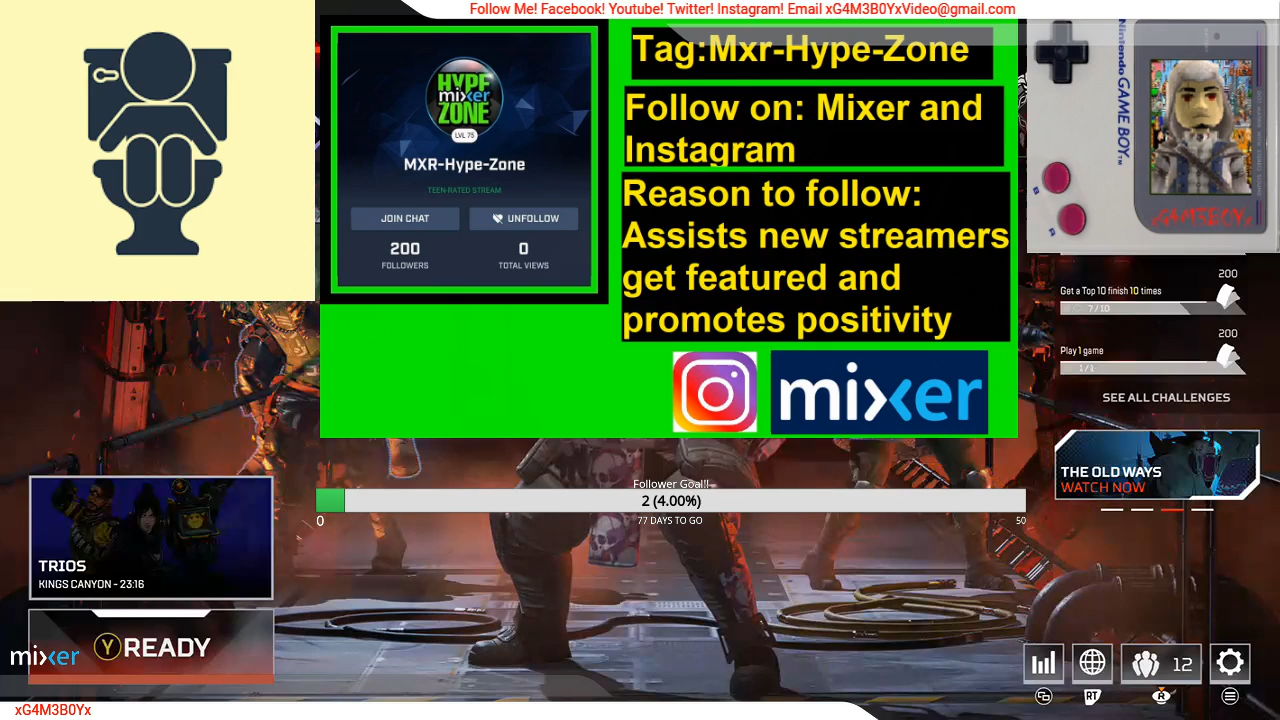 Follow Me! Facebook! Youtube! Twitter! Instagram! Email xG4M3B0YxVideo@gmail.com
HYPE
mixer
ZONE
LVL 75
MXR-Hype-Zone
TEEN-RATED STREAM
JOIN CHAT
UNFOLLOW
200
FOLLOWERS
0
TOTAL VIEWS
Tag:Mxr-Hype-Zone
Follow on: Mixer and
Instagram
Reason to follow:
Assists new streamers
get featured and
promotes positivity
mixer
Nintendo GAME BOY
xG4M3BOYx
200
Get a Top 10 finish 10 times
7/10
200
Play 1 game
1/1
SEE ALL CHALLENGES
THE OLD WAYS
WATCH NOW
Follower Goal!!
2 (4.00%)
0
77 DAYS TO GO
50
TRIOS
KINGS CANYON - 23:16
Y READY
mixer
12
RT
R
xG4M3B0Yx